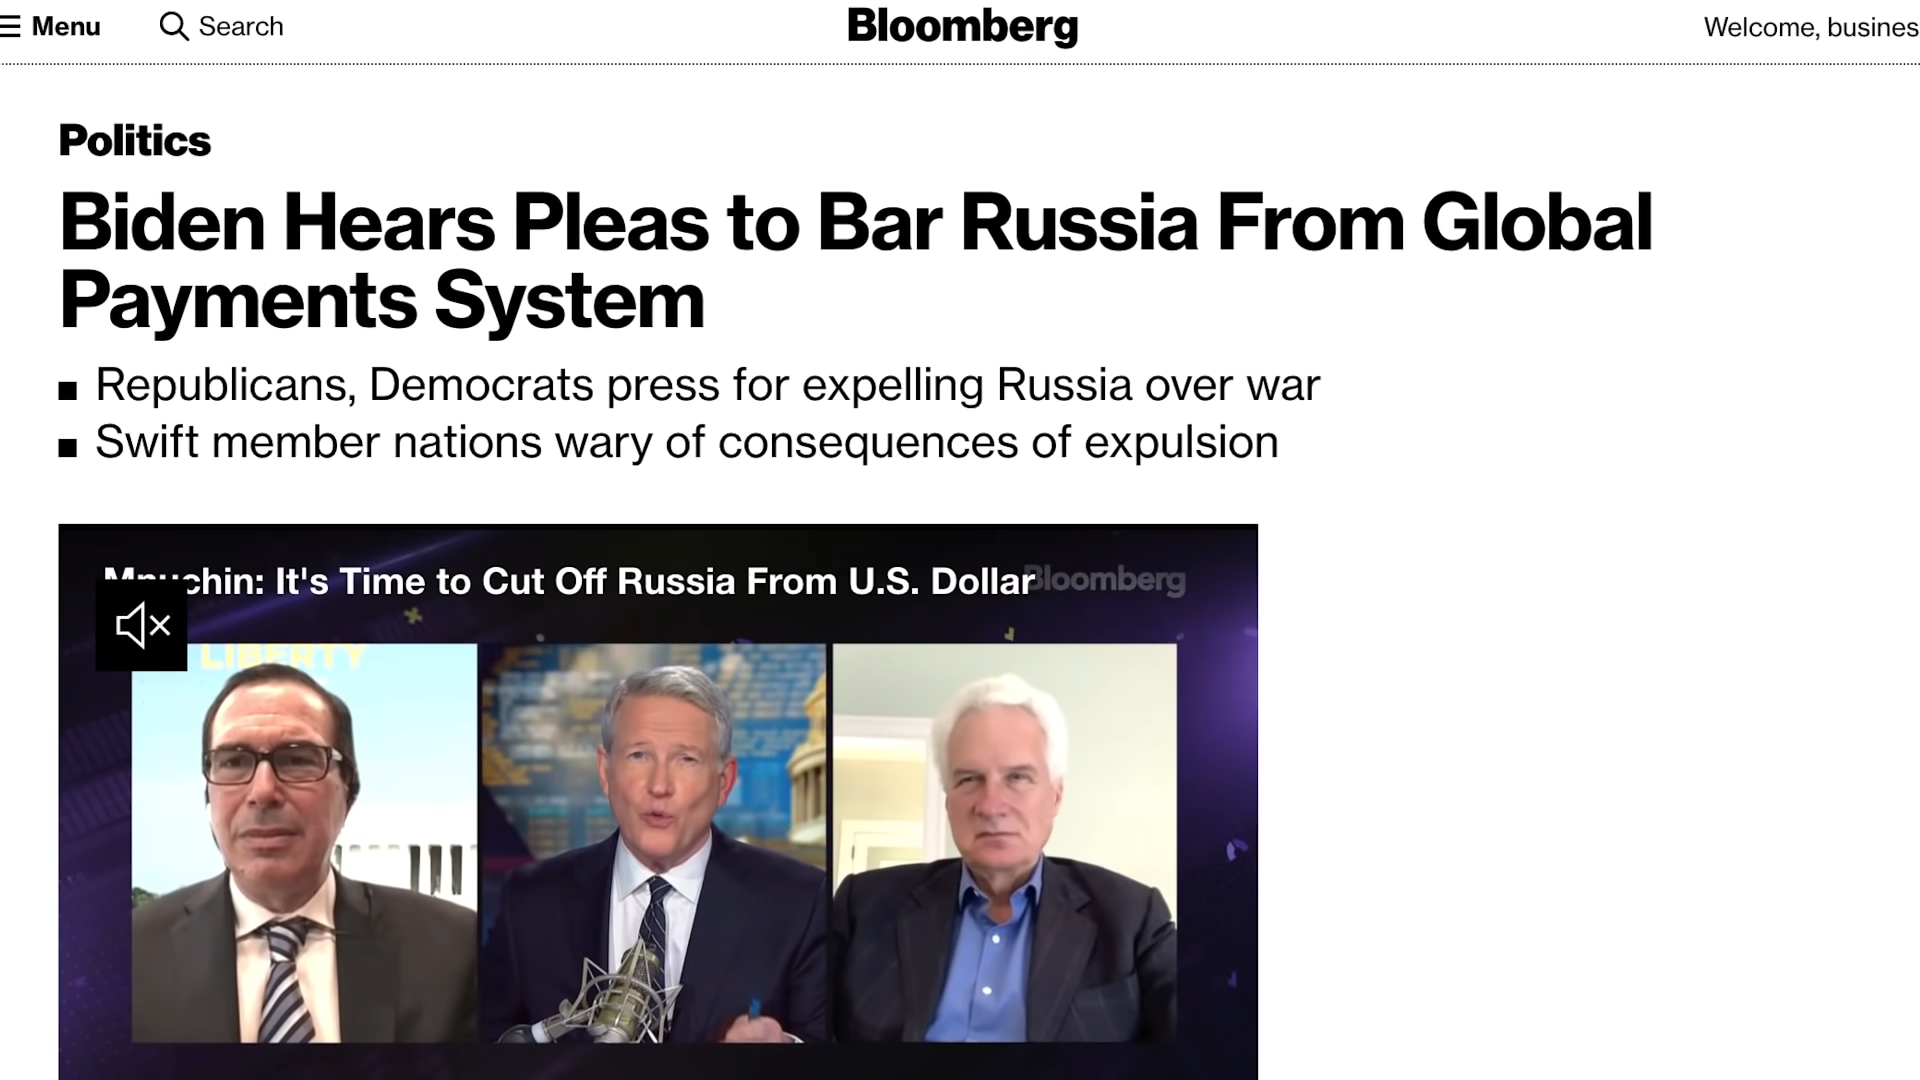 Menu
Search
Bloomberg
Welcome, busines
Politics
Biden Hears Pleas to Bar Russia From Global
Payments System
Republicans, Democrats press for expelling Russia over war
Swift member nations wary of consequences of expulsion
Mnuchin: It's Time to Cut Off Russia From U.S. Dollar
Bloomberg
LIBERTY